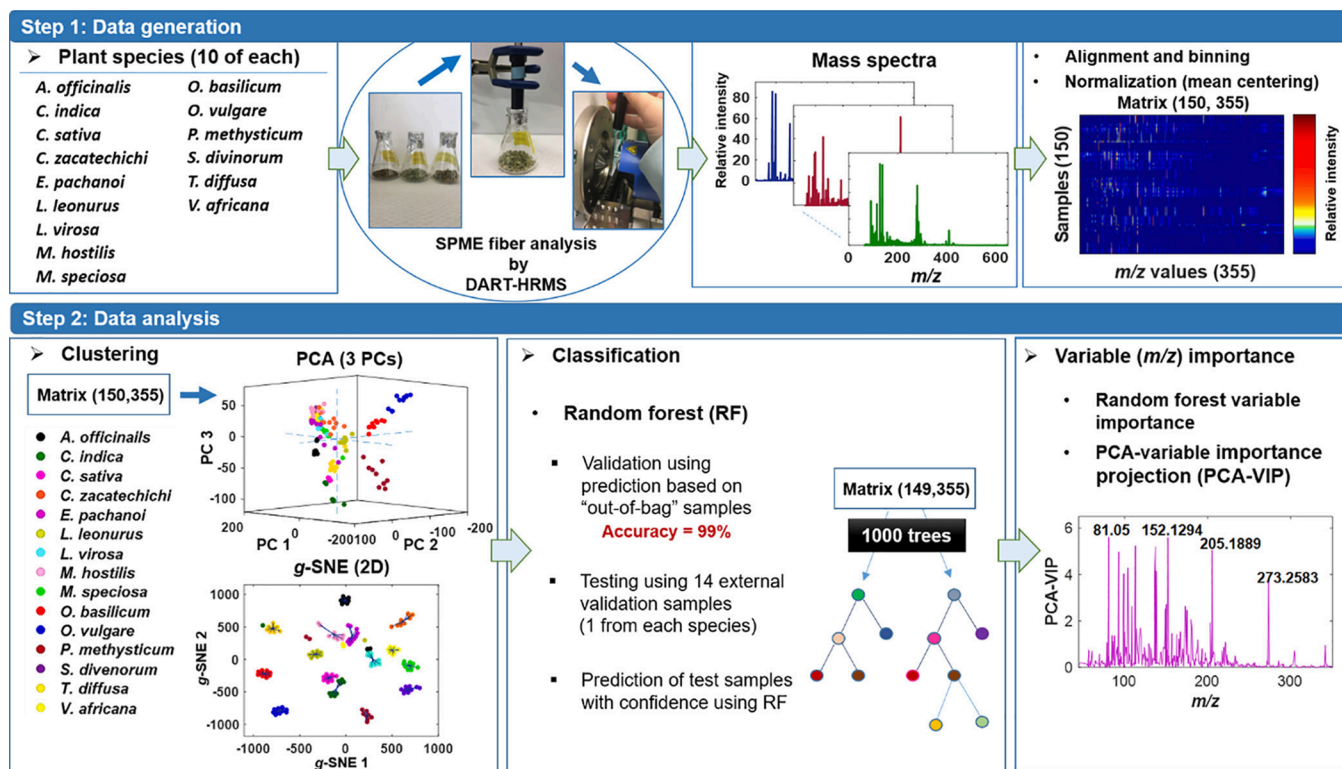 Step 1: Data generation
➢ Plant species (10 of each)
A. officinalis
C. indica
C. sativa
C. zacatechichi
E. pachanoi
L. leonurus
L. virosa
M. hostilis
M. speciosa
O. basilicum
O. vulgare
P. methysticum
S. divinorum
T. diffusa
V. africana
SPME fiber analysis
by
DART-HRMS
Mass spectra
Relative intensity
80
60
40
20
0
0 200 400 600
m/z
• Alignment and binning
• Normalization (mean centering)
Matrix (150, 355)
Samples (150)
m/z values (355)
Relative intensity
Step 2: Data analysis
➢ Clustering
Matrix (150,355)
A. officinails
C. indica
C. sativa
C. zacatechichi
E. pachanoi
L. leonurus
L. virosa
M. hostilis
M. speciosa
O. basilicum
O. vulgare
P. methysticum
S. divenorum
T. diffusa
V. africana
PCA (3 PCs)
PC 3
50
0
-50
-100
200
0
-200
100
0
-100
-200
PC 1
PC 2
g-SNE (2D)
g-SNE 2
1000
500
0
-500
-1000
-1000 -500 0 500 1000
g-SNE 1
➢ Classification
• Random forest (RF)
▪ Validation using
prediction based on
“out-of-bag” samples
Accuracy = 99%
▪ Testing using 14 external
validation samples
(1 from each species)
▪ Prediction of test samples
with confidence using RF
Matrix (149,355)
1000 trees
➢ Variable (m/z) importance
• Random forest variable
importance
• PCA-variable importance
projection (PCA-VIP)
PCA-VIP
6
4
2
0
81.05
152.1294
205.1889
273.2583
100 200 300
m/z